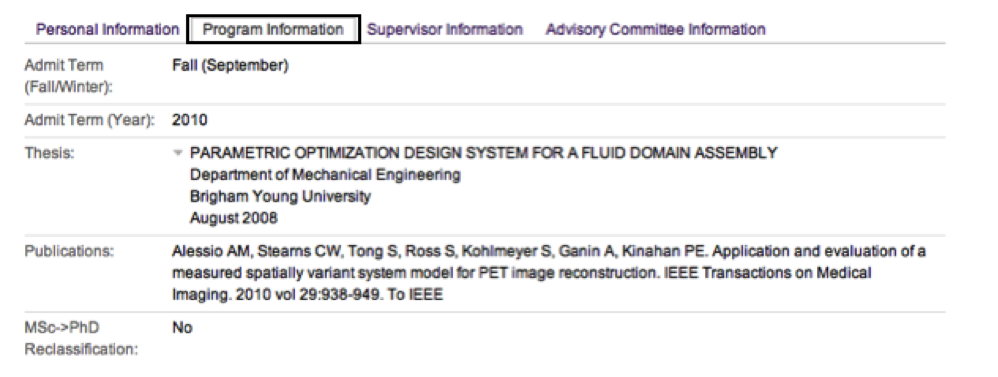 Personal Information Program Information Supervisor Information Advisory Committee Information
Admit Term Fall (September)
(Fall/Winter):
Admit Term (Year): 2010
Thesis: PARAMETRIC OPTIMIZATION DESIGN SYSTEM FOR A FLUID DOMAIN ASSEMBLY
Department of Mechanical Engineering
Brigham Young University
August 2008
Publications: Alessio AM, Stearns CW, Tong S, Ross S, Kohlmeyer S, Ganin A, Kinahan PE. Application and evaluation of a
measured spatially variant system model for PET image reconstruction. IEEE Transactions on Medical
Imaging. 2010 vol 29:938-949. To IEEE
MSc->PhD No
Reclassification: